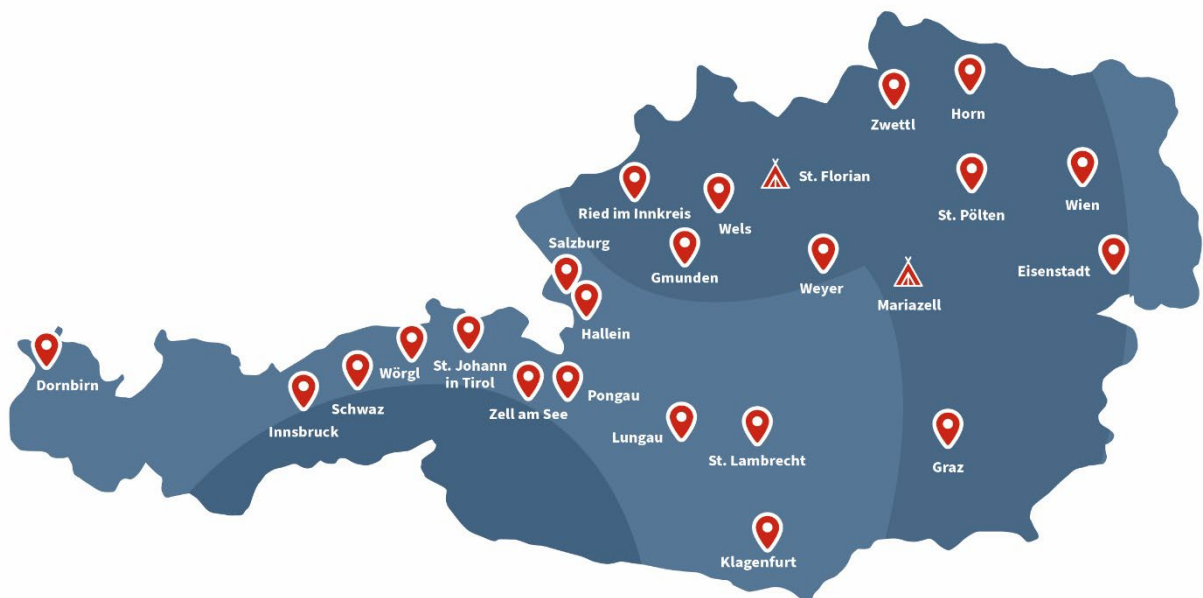 Horn
Zwettl
St. Florian
Ried im Innkreis
St. Pölten
Wien
Wels
Salzburg
Gmunden
Weyer
Eisenstadt
Mariazell
Hallein
St. Johann
in Tirol
Wörgl
Dornbirn
Pongau
Schwaz
Zell am See
Innsbruck
Lungau
St. Lambrecht
Graz
Klagenfurt